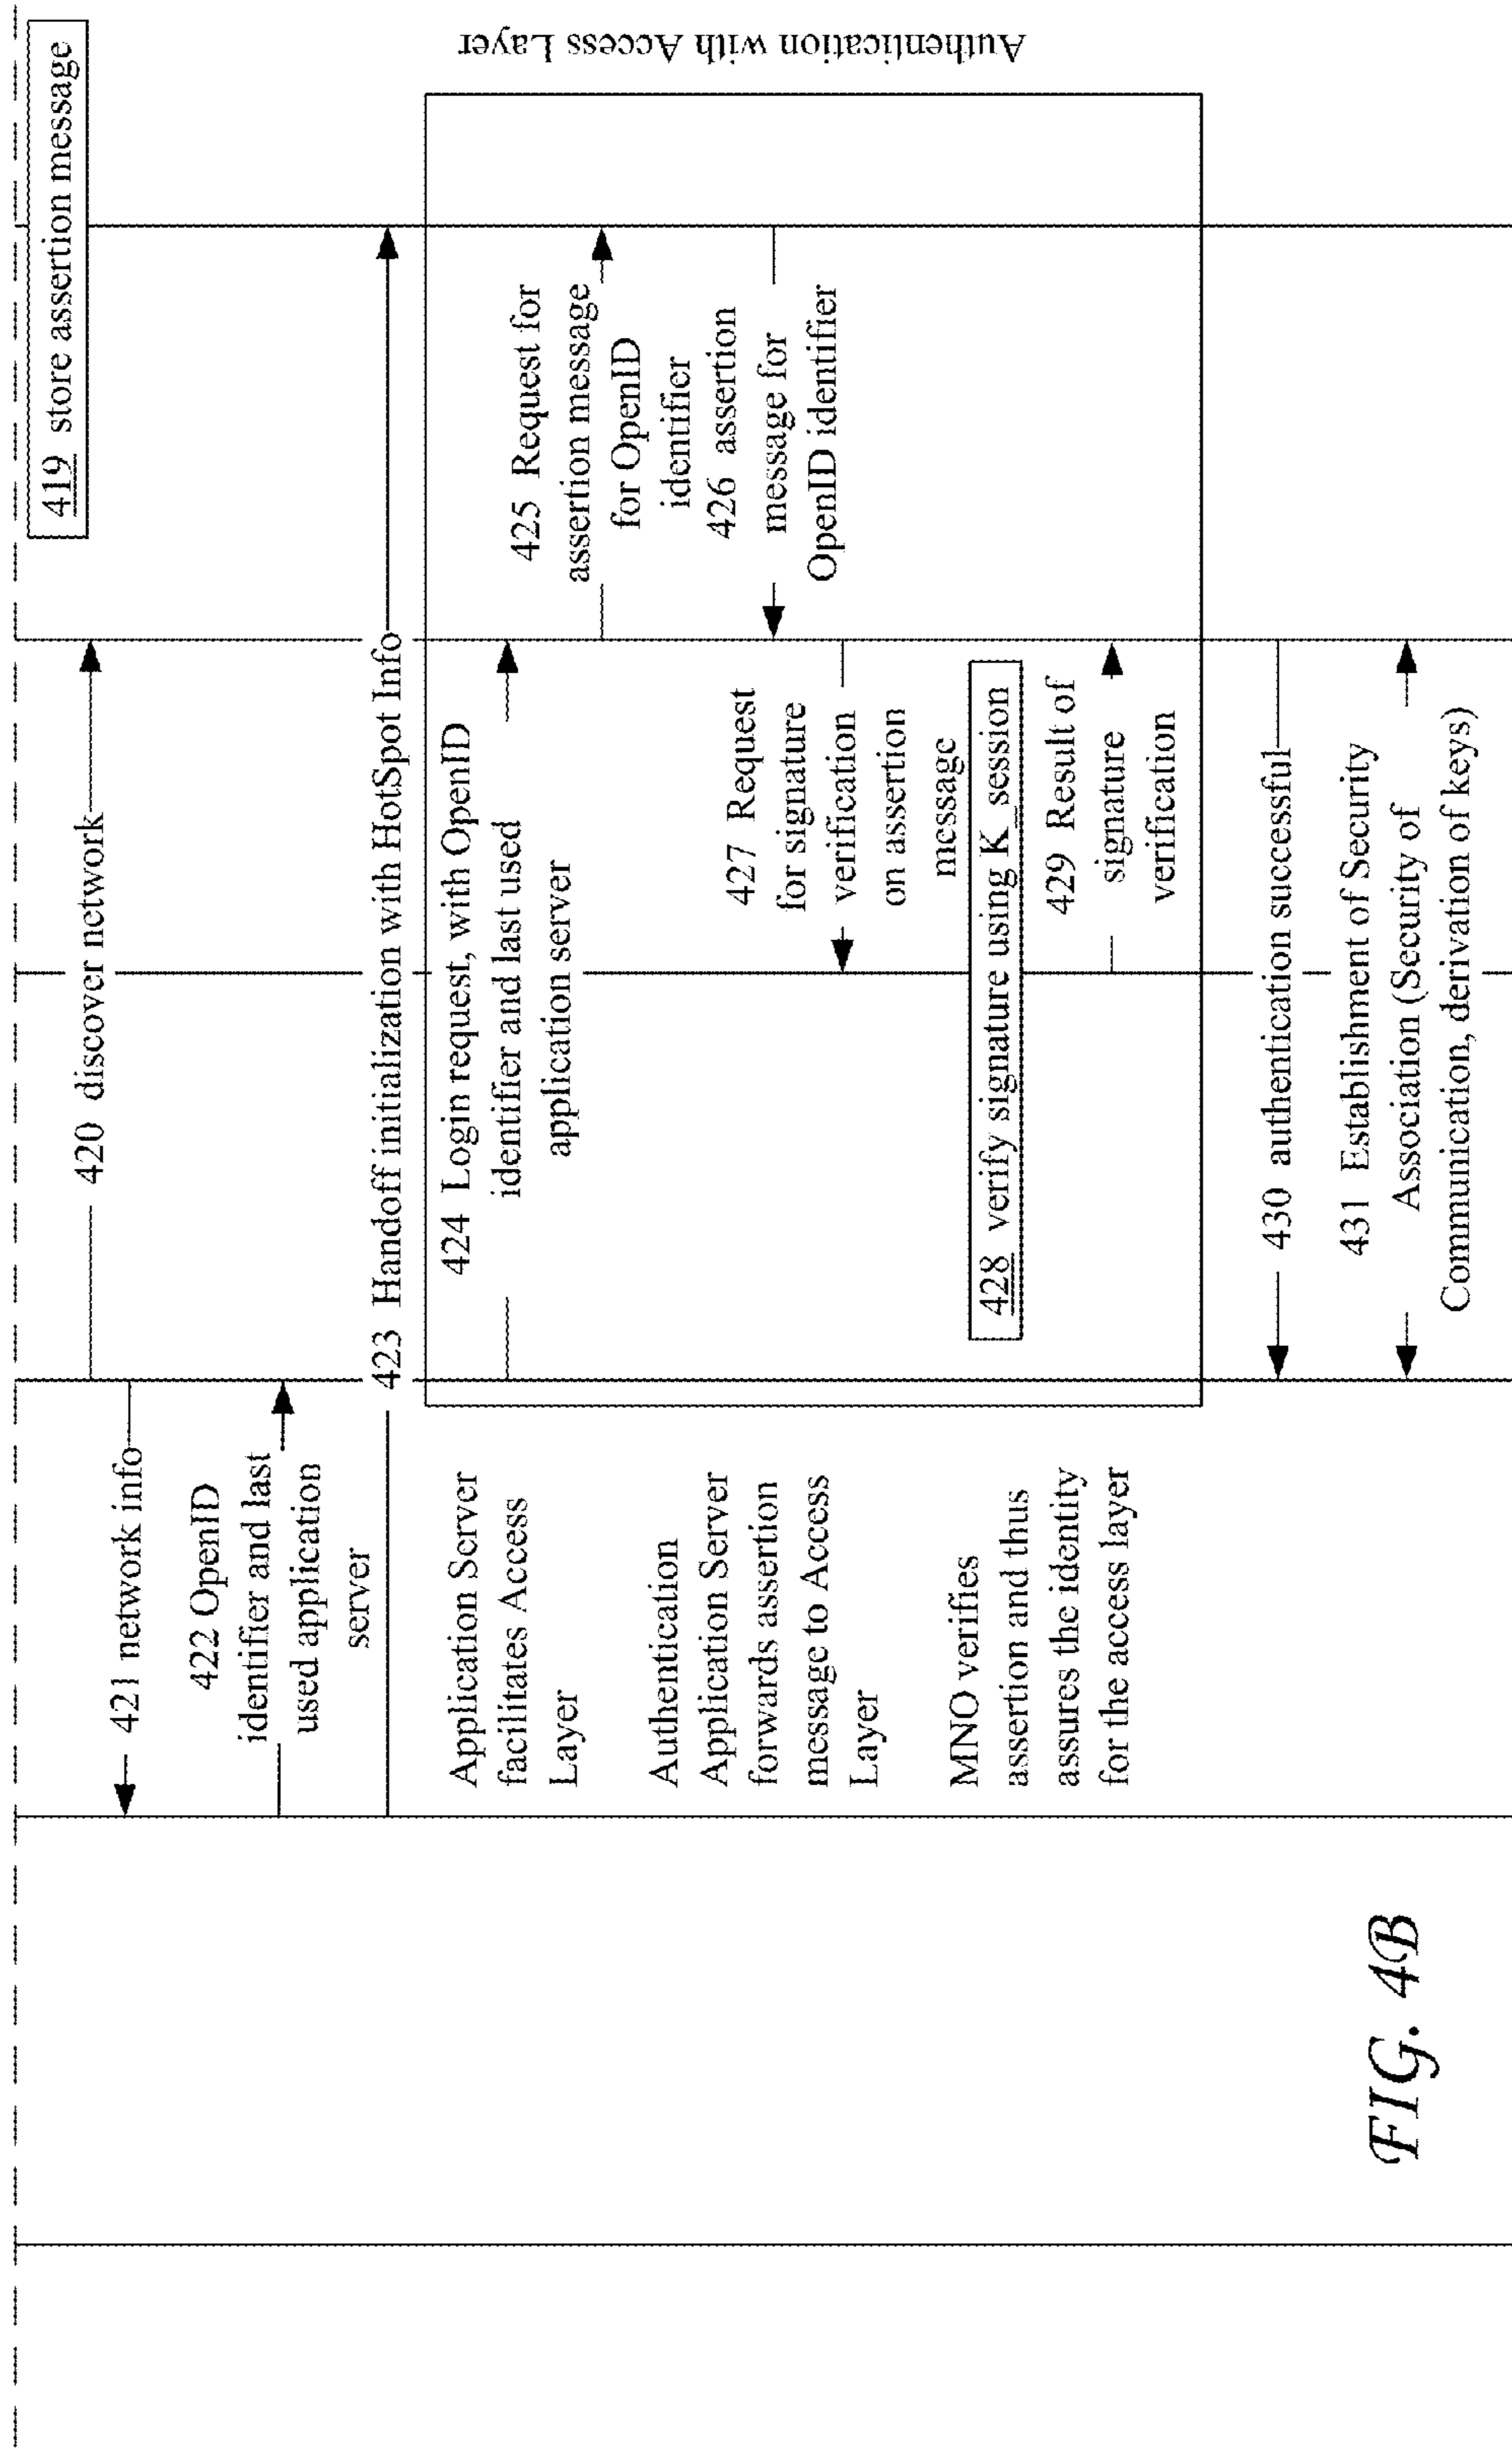 419 store assertion message
420 discover network
421 network info
422 OpenID
identifier and last
used application
server
423 Handoff initialization with HotSpot Info
Authentication with Access Layer
424 Login request, with OpenID
identifier and last used
application server
Application Server
facilitates Access
Layer
425 Request for
assertion message
for OpenID
identifier
426 assertion
message for
OpenID identifier
Authentication
Application Server
forwards assertion
message to Access
Layer
427 Request
for signature
verification
on assertion
message
428 verify signature using K_session
MNO verifies
assertion and thus
assures the identity
for the access layer
429 Result of
signature
verification
430 authentication successful
431 Establishment of Security
Association (Security of
Communication, derivation of keys)
FIG. 4B